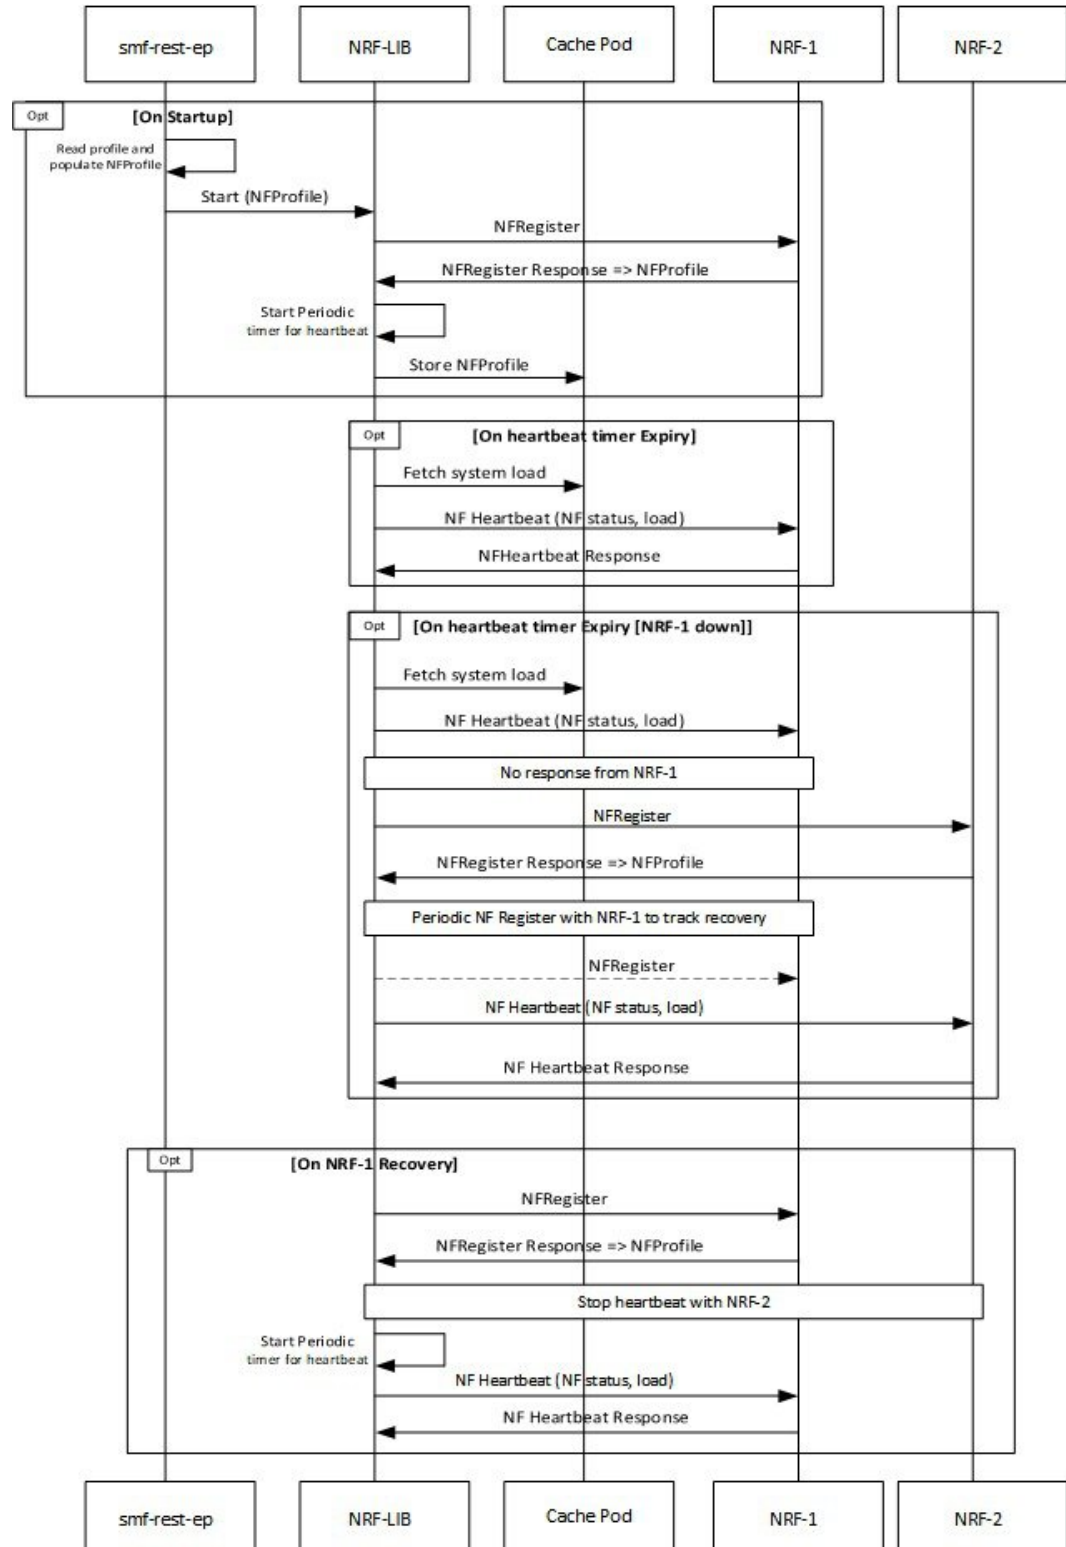 smf-rest-ep
NRF-LIB
Cache Pod
NRF-1
NRF-2
Opt
[On Startup]
Read profile and
populate NFProfile
Start (NFProfile)
NFRegister
NFRegister Response => NFProfile
Start Periodic
timer for heartbeat
Store NFProfile
Opt
[On heartbeat timer Expiry]
Fetch system load
NF Heartbeat (NF status, load)
NFHeartbeat Response
Opt
[On heartbeat timer Expiry [NRF-1 down]]
Fetch system load
NF Heartbeat (NF status, load)
No response from NRF-1
NFRegister
NFRegister Response => NFProfile
Periodic NF Register with NRF-1 to track recovery
NFRegister
NF Heartbeat (NF status, load)
NF Heartbeat Response
Opt
[On NRF-1 Recovery]
NFRegister
NFRegister Response => NFProfile
Stop heartbeat with NRF-2
Start Periodic
timer for heartbeat
NF Heartbeat (NF status, load)
NF Heartbeat Response
smf-rest-ep
NRF-LIB
Cache Pod
NRF-1
NRF-2